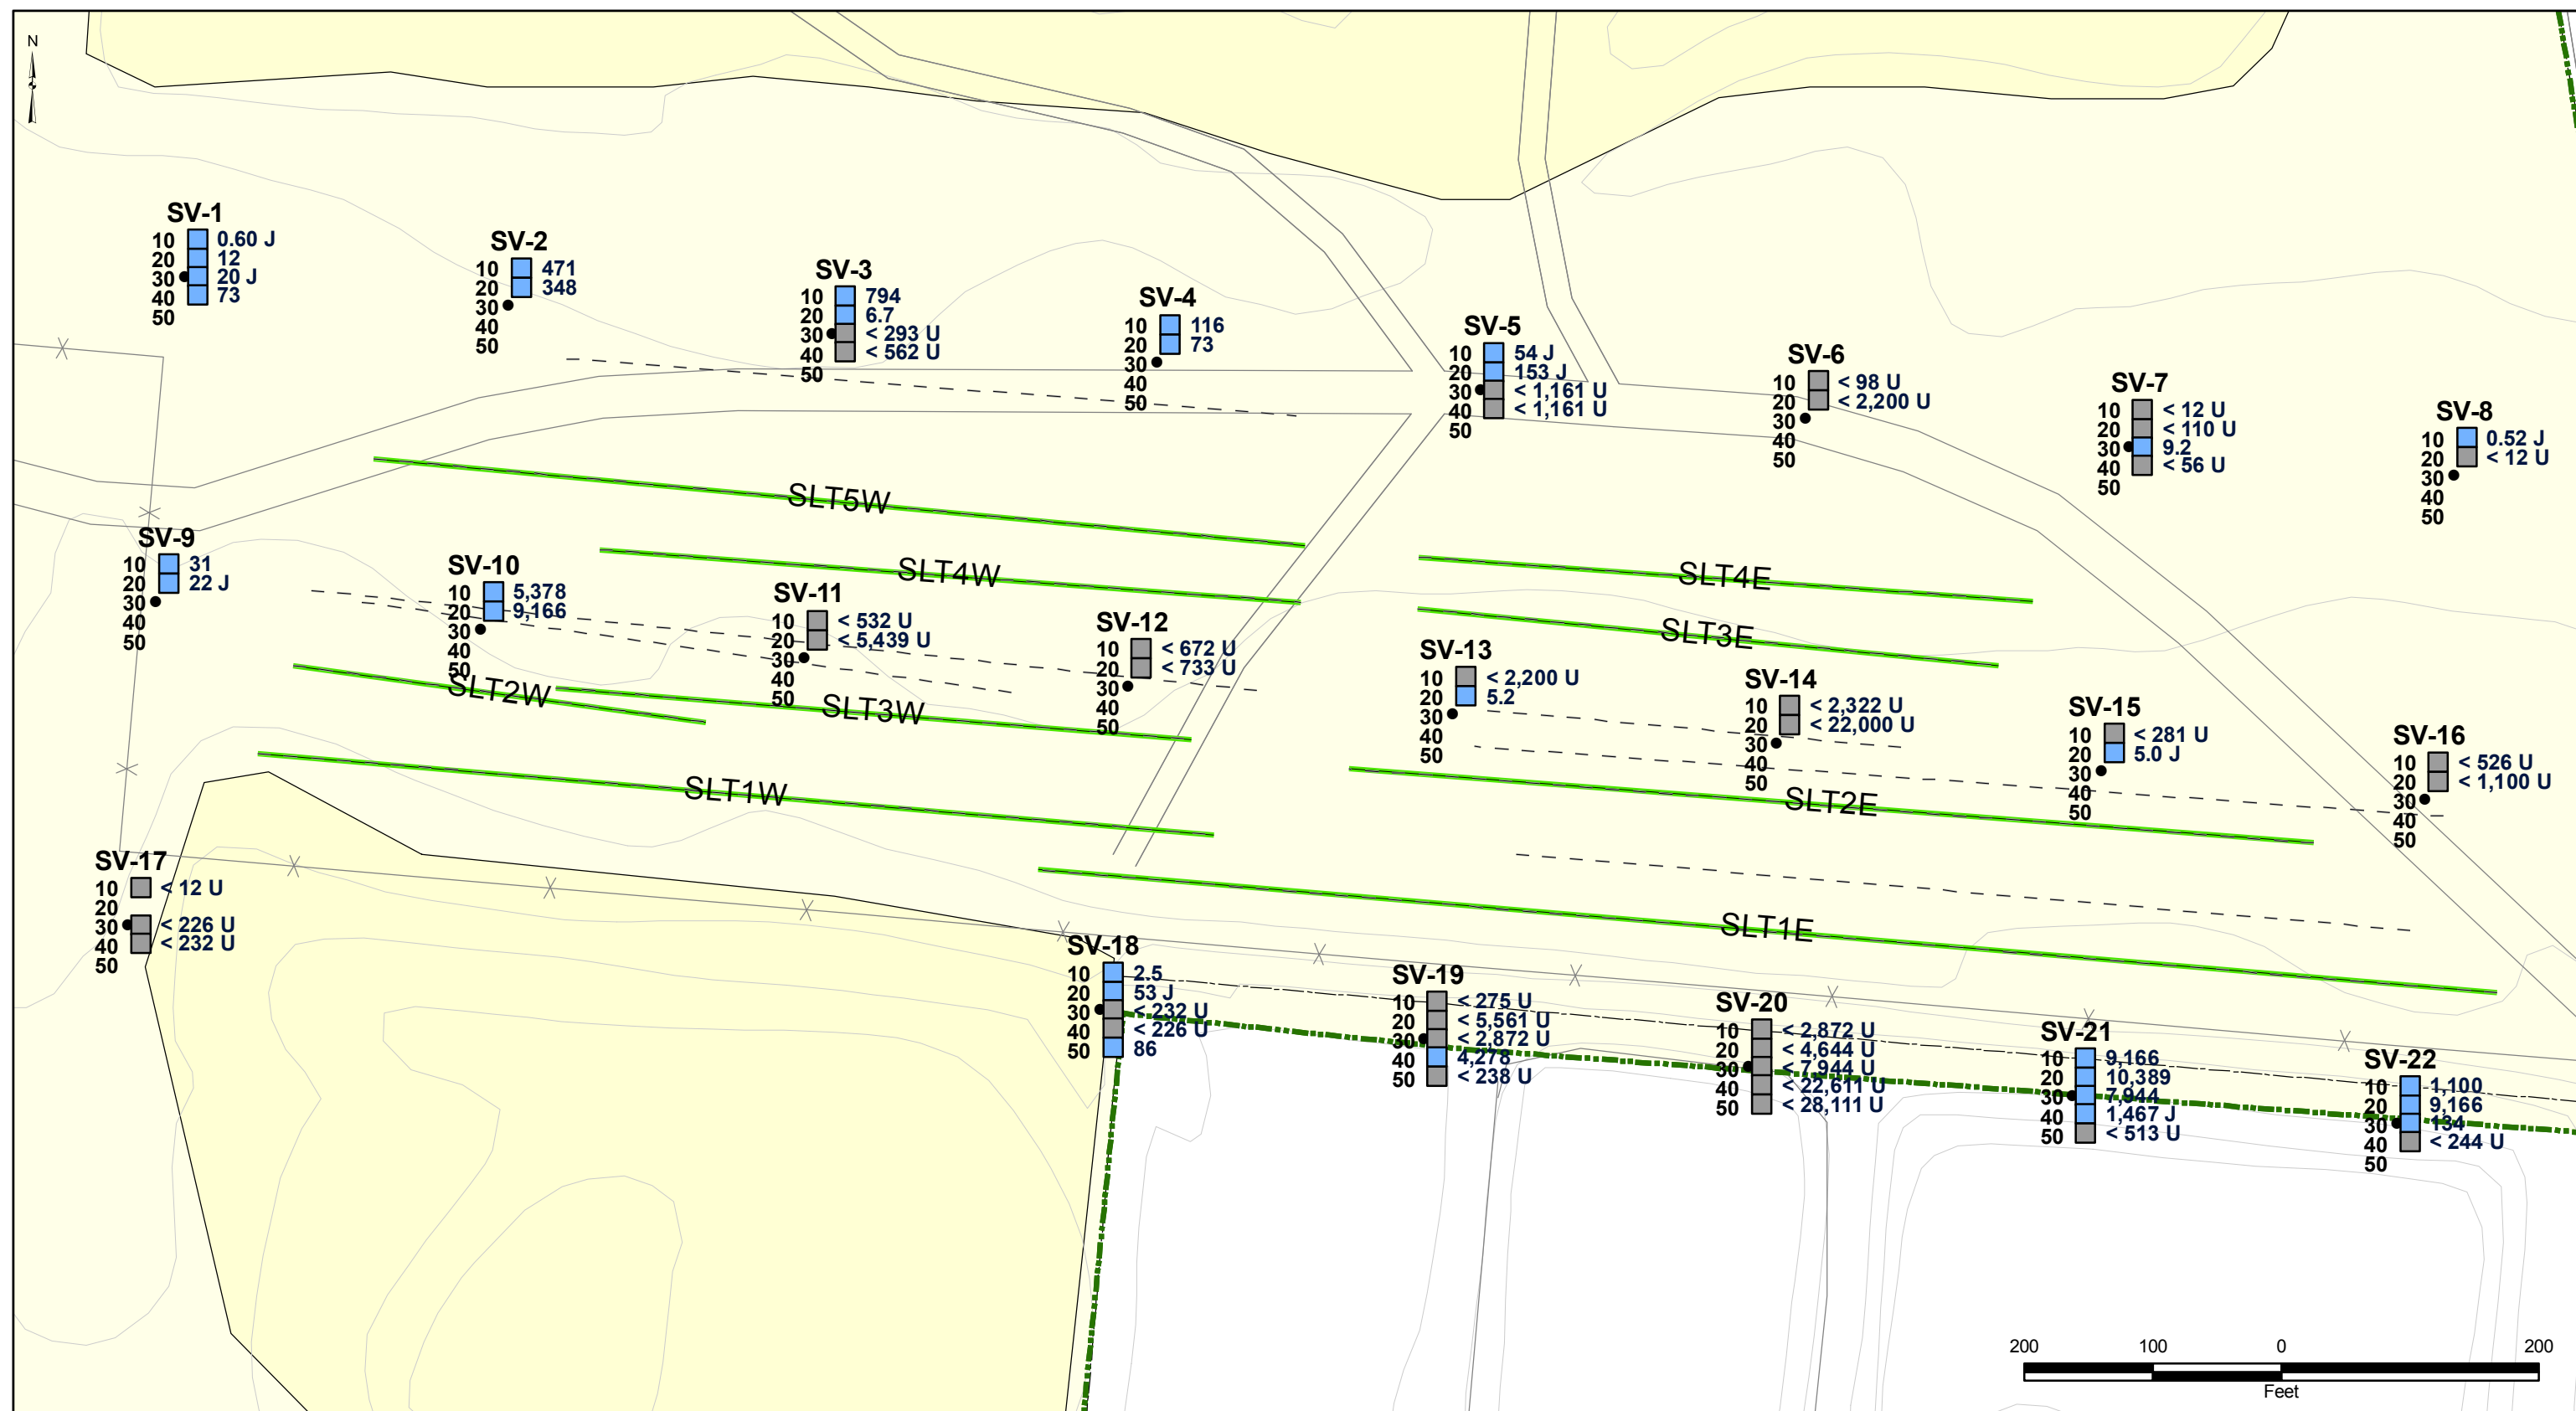 N
SV-1
10 0.60 J
20 12
30 20 J
40 73
50
SV-2
10 471
20 348
30
40
50
SV-3
10 794
20 6.7
30 < 293 U
40 < 562 U
50
SV-4
10 116
20 73
30
40
50
SV-5
10 54 J
20 153 J
30 < 1,161 U
40 < 1,161 U
50
SV-6
10 < 98 U
20 < 2,200 U
30
40
50
SV-7
10 < 12 U
20 < 110 U
30 9.2
40 < 56 U
50
SV-8
10 0.52 J
20 < 12 U
30
40
50
SLT5W
SLT4W
SLT4E
SLT3E
SV-9
10 31
20 22 J
30
40
50
SV-10
10 5,378
20 9,166
30
40
50
SV-11
10 < 532 U
20 < 5,439 U
30
40
50
SV-12
10 < 672 U
20 < 733 U
30
40
50
SV-13
10 < 2,200 U
20 5.2
30
40
50
SV-14
10 < 2,322 U
20 < 22,000 U
30
40
50
SV-15
10 < 281 U
20 5.0 J
30
40
50
SV-16
10 < 526 U
20 < 1,100 U
30
40
50
SLT2W
SLT3W
SLT1W
SLT2E
SLT1E
SV-17
10 < 12 U
20
30 < 226 U
40 < 232 U
50
SV-18
10 2.5
20 53 J
30 < 232 U
40 < 226 U
50 86
SV-19
10 < 275 U
20 < 5,561 U
30 < 2,872 U
40 4,278
50 < 238 U
SV-20
10 < 2,872 U
20 < 4,644 U
30 < 7,944 U
40 < 22,611 U
50 < 28,111 U
SV-21
10 9,166
20 10,389
30 7,944
40 1,467 J
50 < 513 U
SV-22
10 1,100
20 9,166
30 134
40 < 244 U
50
200 100 0 200
Feet